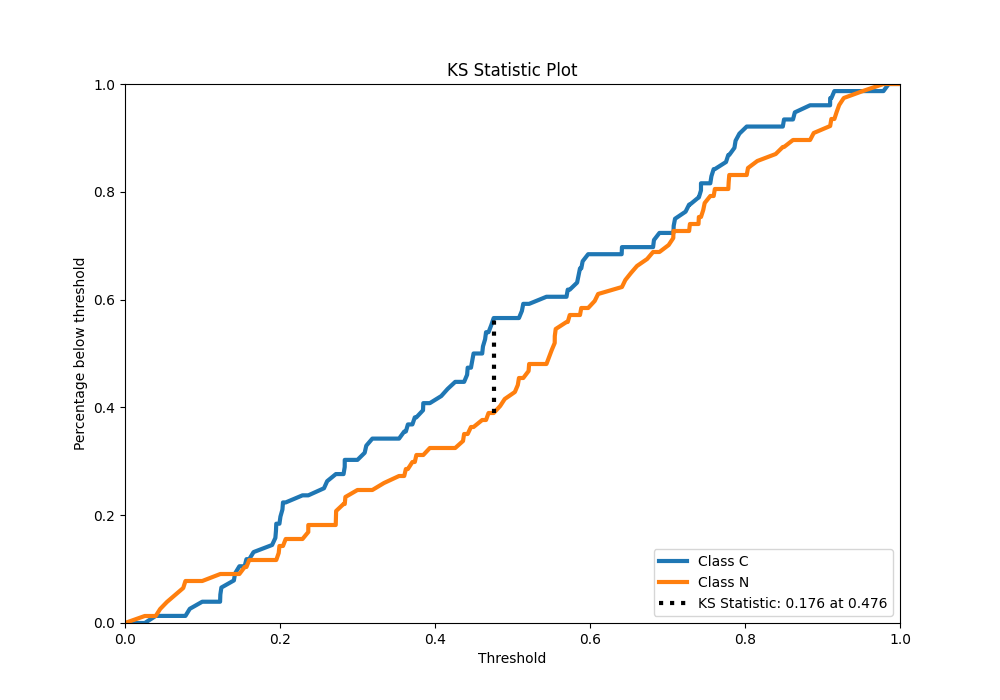 KS Statistic Plot
1.0
0.8
0.6
0.4
0.2
0.0
Percentage below threshold
0.0 0.2 0.4 0.6 0.8 1.0
Threshold
Class C
Class N
KS Statistic: 0.176 at 0.476